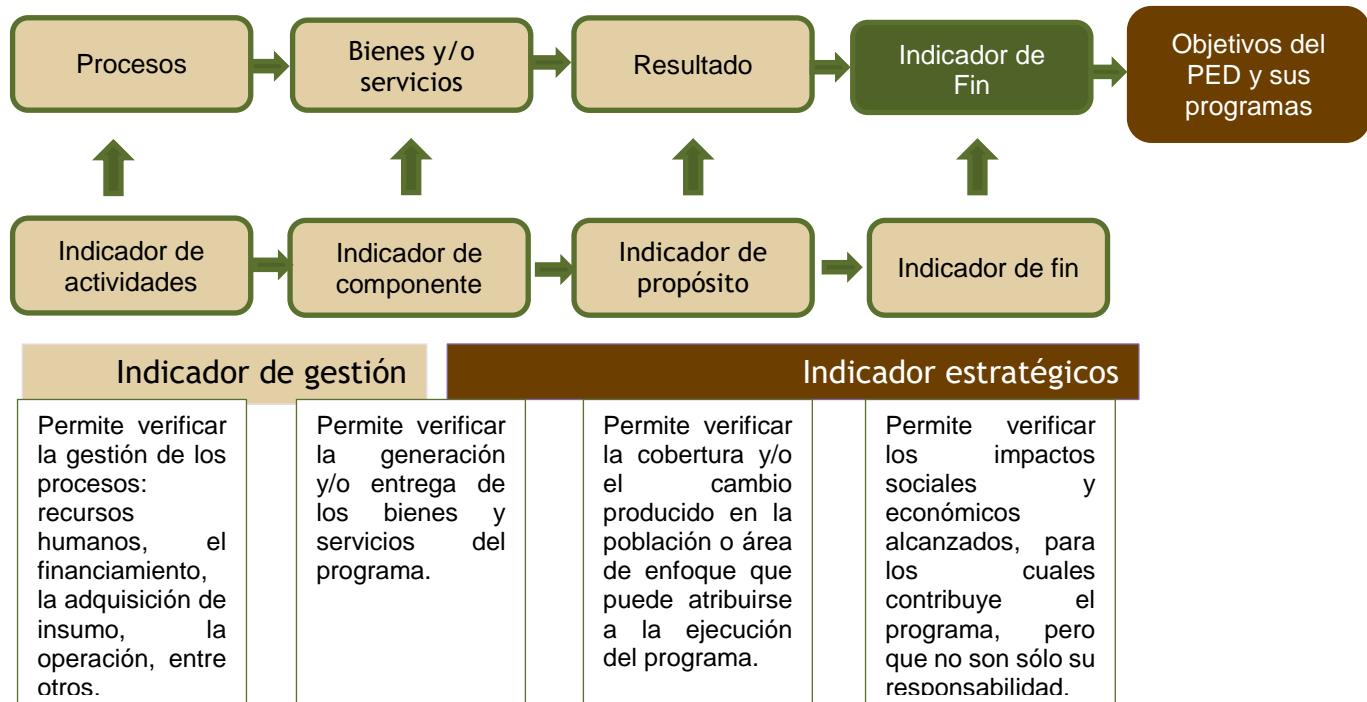 Procesos
Bienes y/o
servicios
Resultado
Indicador de
Fin
Objetivos del
PED y sus
programas
Indicador de
actividades
Indicador de
componente
Indicador de
propósito
Indicador de fin
Indicador de gestión
Indicador estratégicos
Permite verificar
la gestión de los
procesos:
recursos
humanos, el
financiamiento,
la adquisición de
insumo, la
operación, entre
otros.
Permite verificar
la generación
y/o entrega de
los bienes y
servicios del
programa.
Permite verificar
la cobertura y/o
el cambio
producido en la
población o área
de enfoque que
puede atribuirse
a la ejecución
del programa.
Permite verificar
los impactos
sociales y
económicos
alcanzados, para
los cuales
contribuye el
programa, pero
que no son sólo su
responsabilidad.